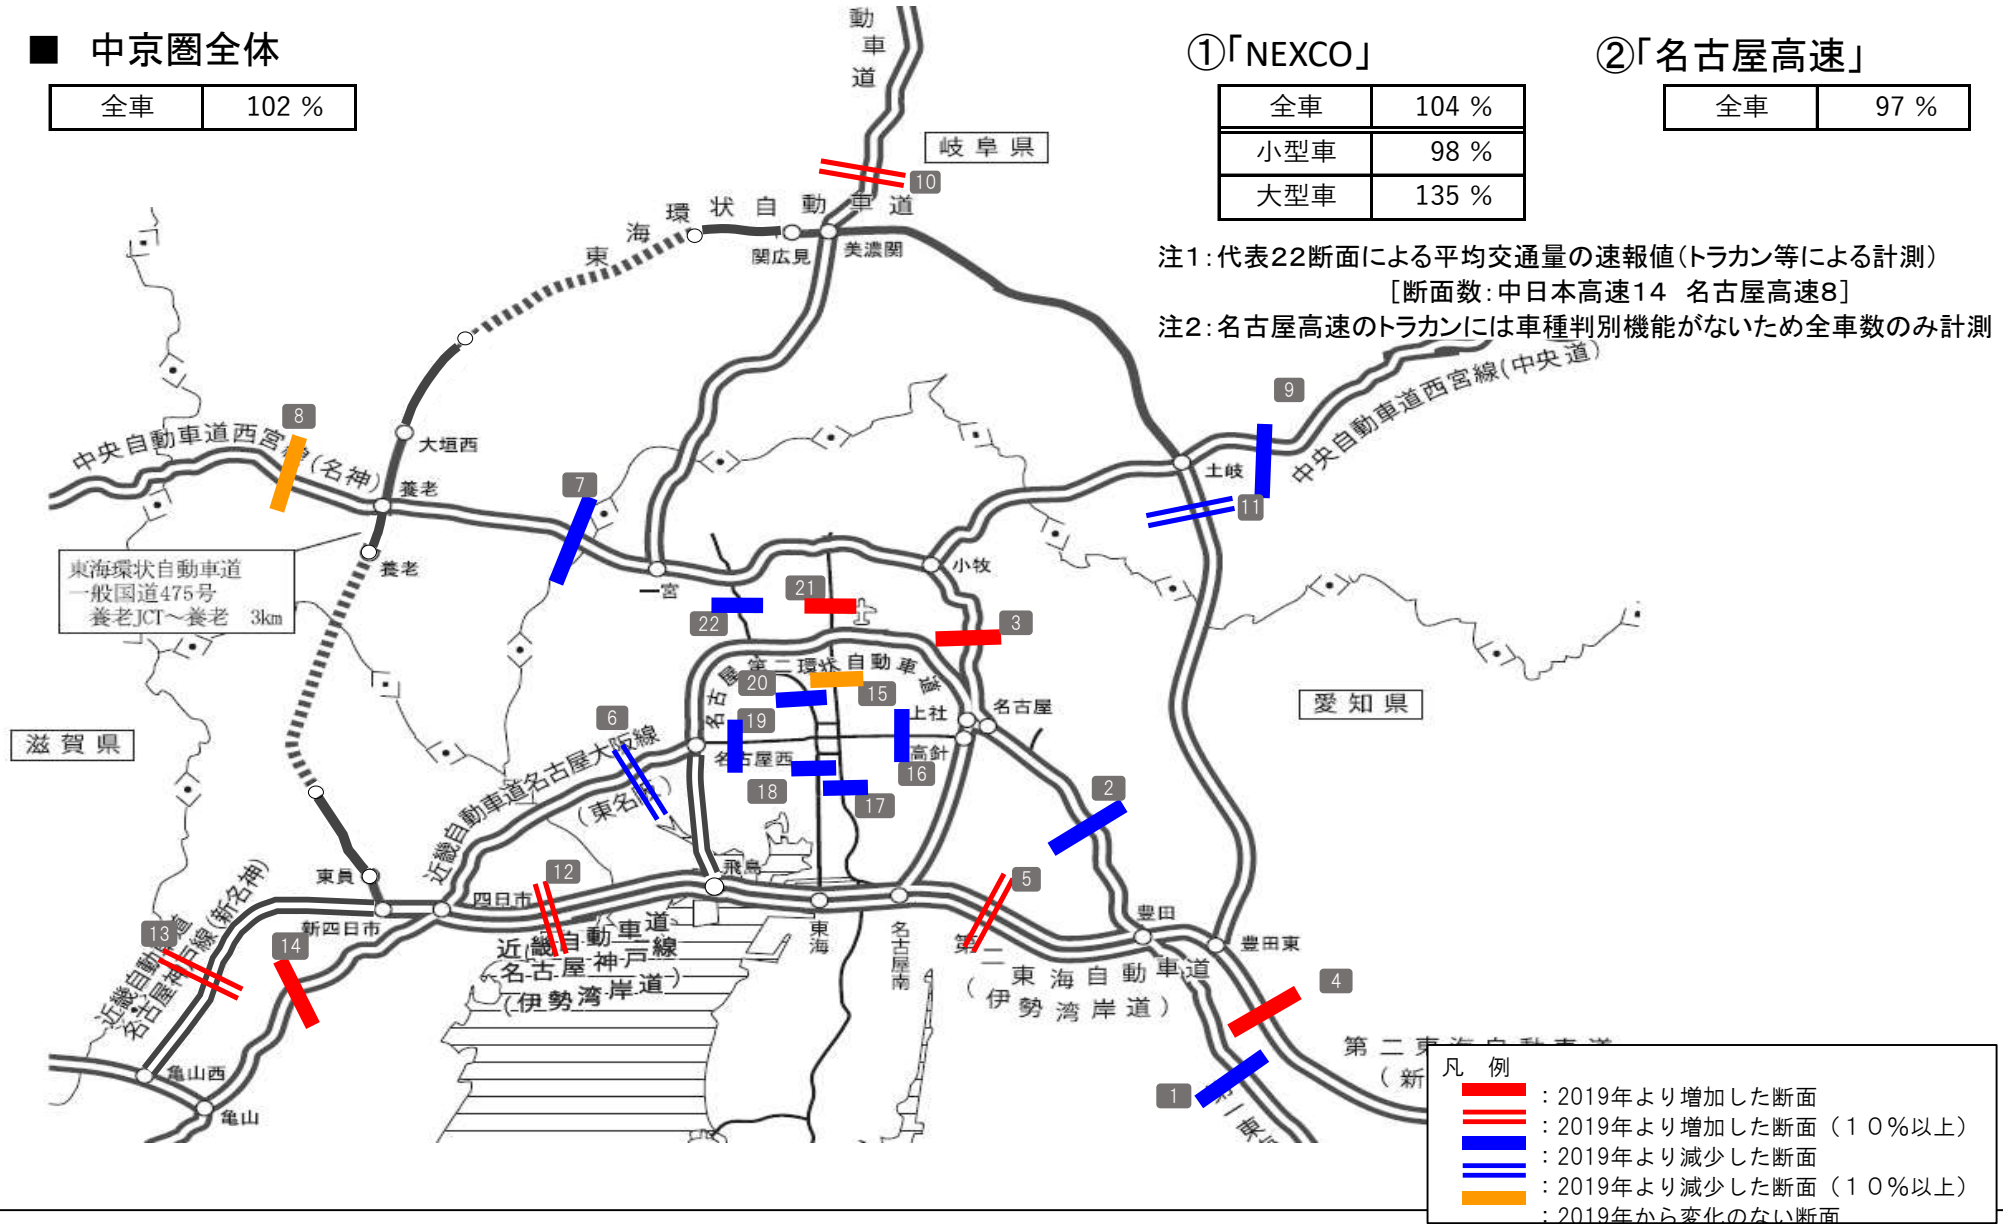 ■ 中京圏全体
全車 102 %
①「NEXCO」
全車 104 %
小型車 98 %
大型車 135 %
②「名古屋高速」
全車 97 %
注1：代表22断面による平均交通量の速報値（トラカン等による計測）
［断面数：中日本高速14 名古屋高速8］
注2：名古屋高速のトラカンには車種判別機能がないため全車数のみ計測
動車道
岐阜県
10
東海環状自動車道
関広見
美濃関
9
中央自動車道西宮線(中央道)
8
中央自動車道西宮線(名神)
大垣西
養老
7
土岐
11
養老
東海環状自動車道
一般国道475号
養老JCT～養老 3km
一宮
小牧
21
22
3
名古屋第二環状自動車道
20
15
上社
名古屋
愛知県
滋賀県
19
6
名古屋西
高針
16
18
17
2
近畿自動車道名古屋大阪線
(東名阪)
飛島
東員
12
四日市
5
新四日市
豊田
豊田東
東海
名古屋南
13
14
近畿自動車道
名古屋神戸線(新名神)
近畿自動車道
名古屋神戸線
(伊勢湾岸道)
第二東海自動車道
(伊勢湾岸道)
4
亀山西
亀山
1
第一東
第二東海自動車道
(新
凡 例
：2019年より増加した断面
：2019年より増加した断面（10%以上）
：2019年より減少した断面
：2019年より減少した断面（10%以上）
：2019年から変化のない断面